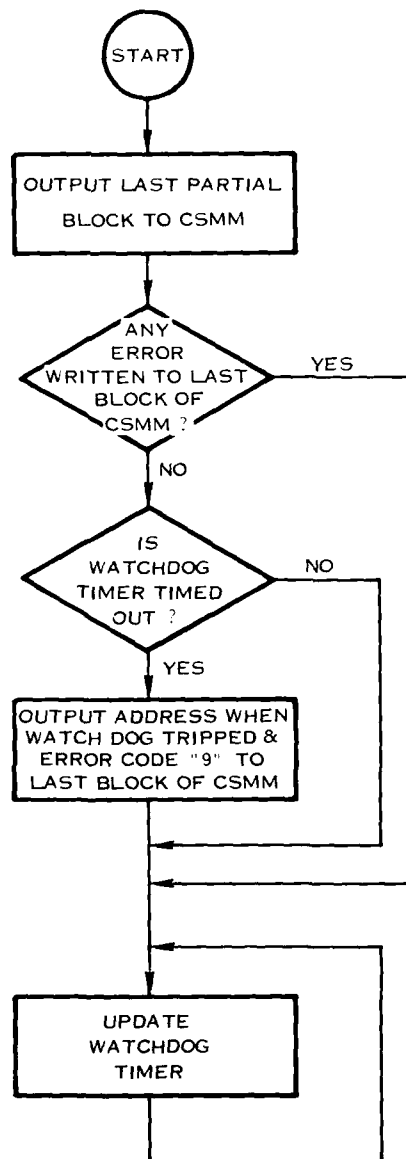 START
OUTPUT LAST PARTIAL
BLOCK TO CSMM
ANY
ERROR
WRITTEN TO LAST
BLOCK OF
CSMM ?
YES
NO
IS
WATCHDOG
TIMER TIMED
OUT ?
NO
YES
OUTPUT ADDRESS WHEN
WATCH DOG TRIPPED &
ERROR CODE "9" TO
LAST BLOCK OF CSMM
UPDATE
WATCHDOG
TIMER